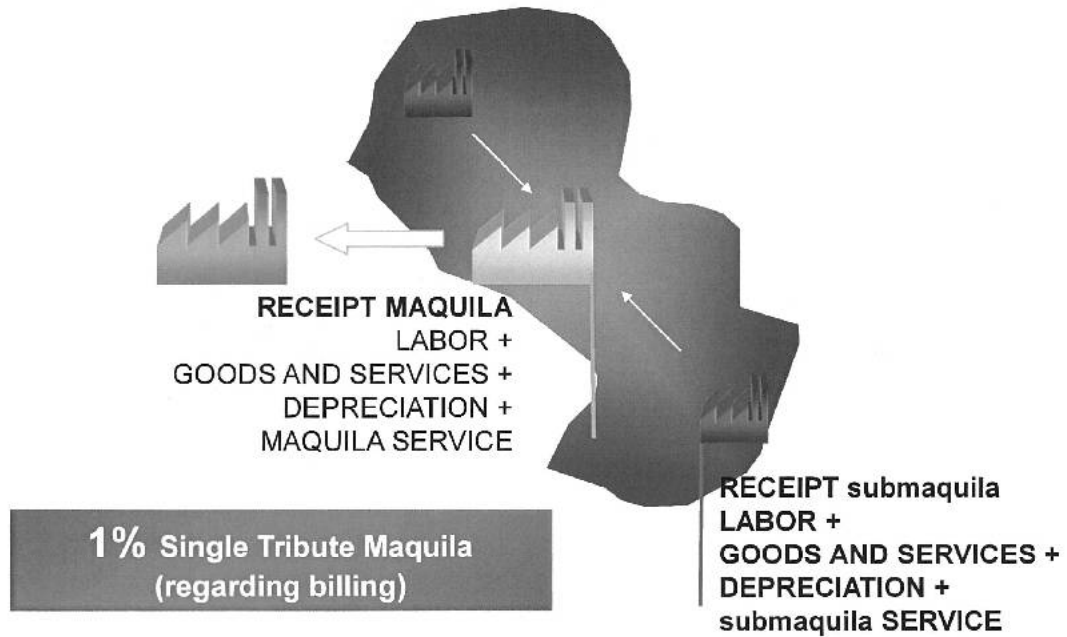 RECEIPT MAQUILA
LABOR +
GOODS AND SERVICES +
DEPRECIATION +
MAQUILA SERVICE
1% Single Tribute Maquila
(regarding billing)
RECEIPT submaquila
LABOR +
GOODS AND SERVICES +
DEPRECIATION +
submaquila SERVICE